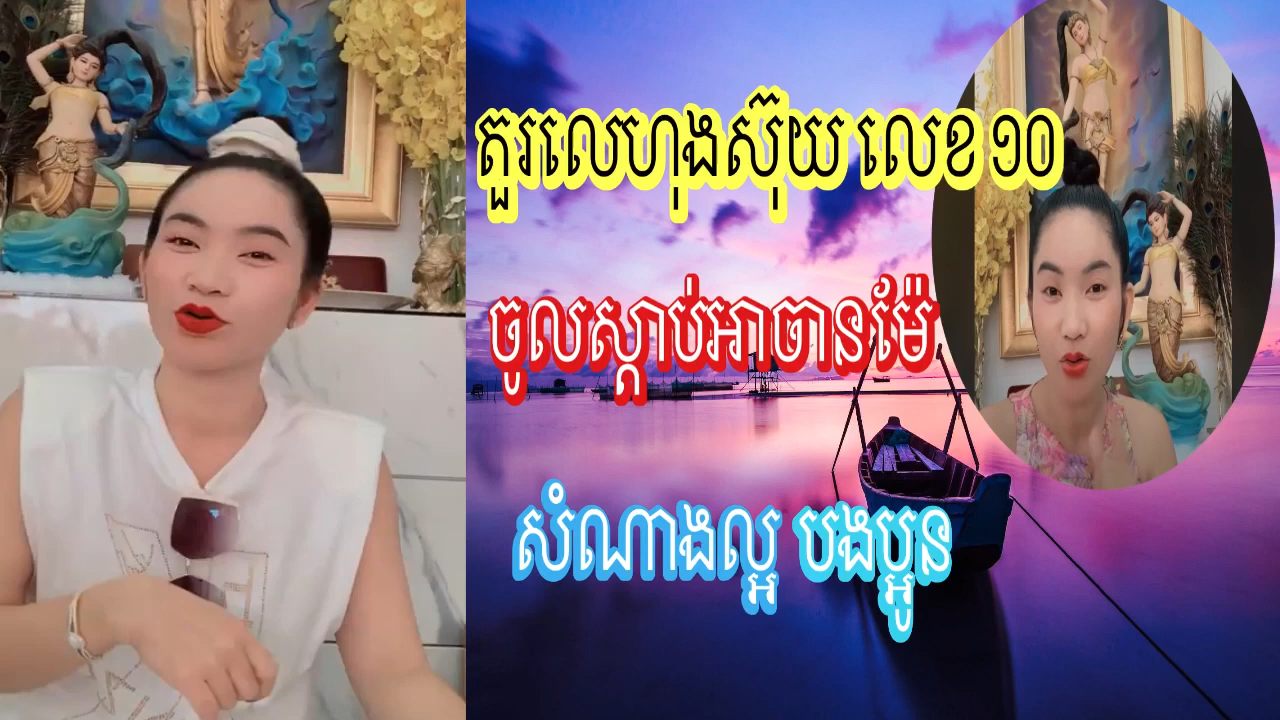 តួរលេហុងស៊ុយ លេខ ១០
ចូលស្តាប់អាចានម៉ែ
សំណាងល្អ បងប្អូន